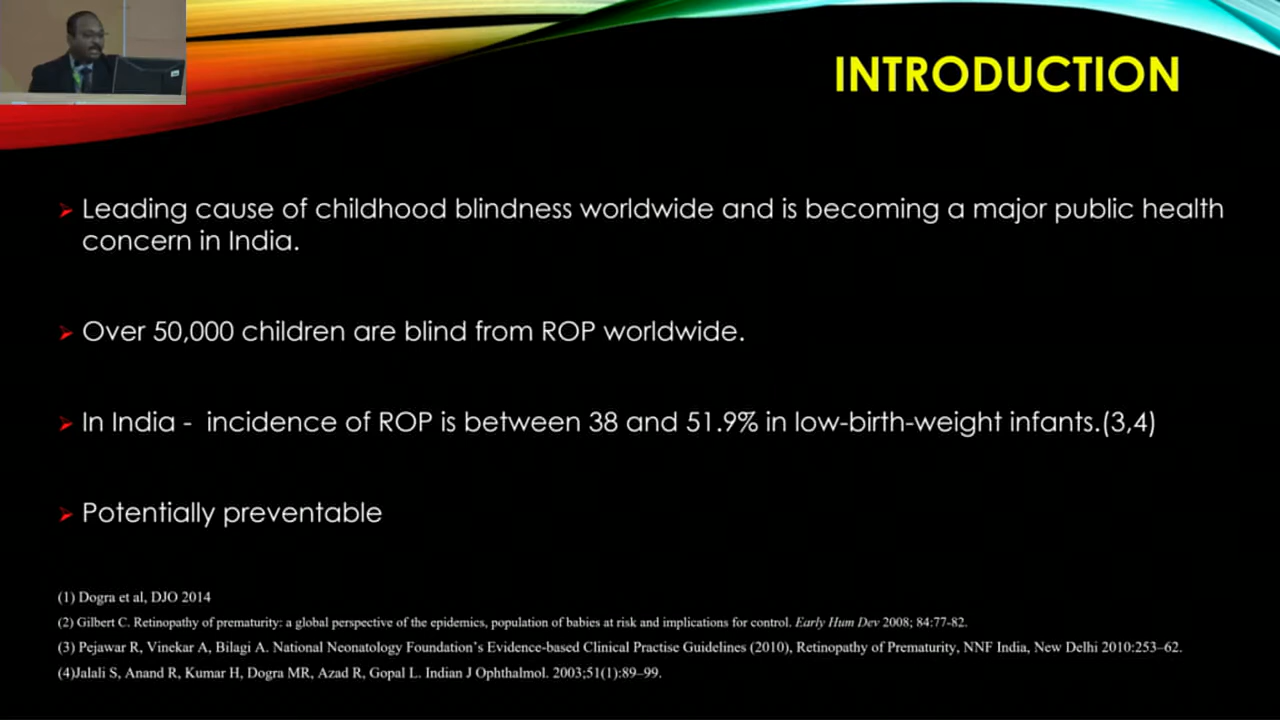 INTRODUCTION
Leading cause of childhood blindness worldwide and is becoming a major public health
concern in India.
Over 50,000 children are blind from ROP worldwide.
In India - incidence of ROP is between 38 and 51.9% in low-birth-weight infants.(3,4)
Potentially preventable
(1) Dogra et al, DJO 2014
(2) Gilbert C. Retinopathy of prematurity: a global perspective of the epidemics, population of babies at risk and implications for control. Early Hum Dev 2008; 84:77-82.
(3) Pejawar R, Vinekar A, Bilagi A. National Neonatology Foundation’s Evidence-based Clinical Practise Guidelines (2010), Retinopathy of Prematurity, NNF India, New Delhi 2010:253–62.
(4)Jalali S, Anand R, Kumar H, Dogra MR, Azad R, Gopal L. Indian J Ophthalmol. 2003;51(1):89–99.